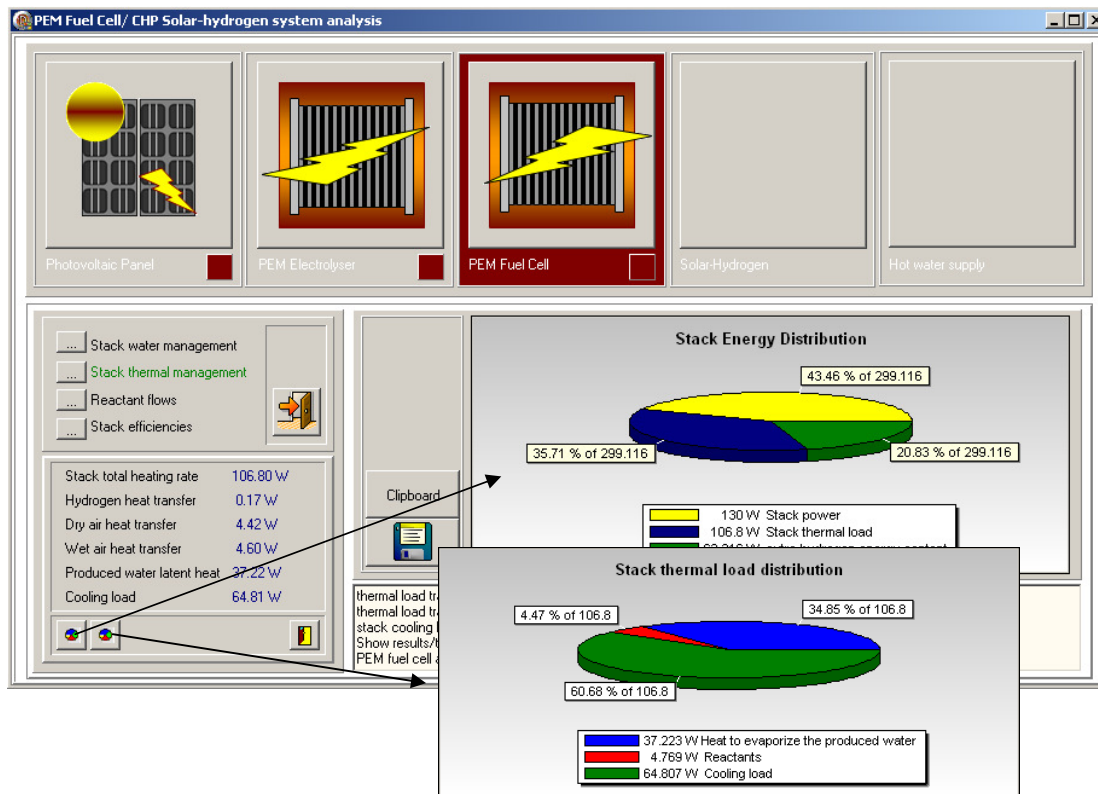 PEM Fuel Cell/ CHP Solar-hydrogen system analysis
Photovoltaic Panel
PEM Electrolyser
PEM Fuel Cell
Solar-Hydrogen
Hot water supply
... Stack water management
... Stack thermal management
... Reactant flows
... Stack efficiencies
Stack total heating rate 106.80 W
Hydrogen heat transfer 0.17 W
Dry air heat transfer 4.42 W
Wet air heat transfer 4.60 W
Produced water latent heat 37.22 W
Cooling load 64.81 W
Clipboard
Stack Energy Distribution
43.46 % of 299.116
35.71 % of 299.116
20.83 % of 299.116
130 W Stack power
106.8 W Stack thermal load
thermal load
thermal load
stack cooling
Show results/
PEM fuel cell
Stack thermal load distribution
4.47 % of 106.8
34.85 % of 106.8
60.68 % of 106.8
37.223 W Heat to evaporize the produced water
4.769 W Reactants
64.807 W Cooling load